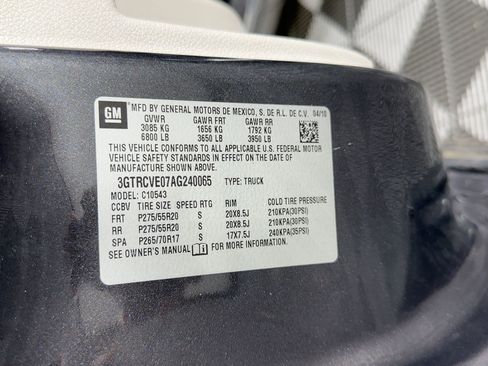 GM
MFD BY GENERAL MOTORS DE MEXICO, S. DE R.L. DE C.V. 04/10
GVWR GAWR FRT GAWR RR
3085 KG 1656 KG 1792 KG
6800 LB 3650 LB 3950 LB
THIS VEHICLE CONFORMS TO ALL APPLICABLE U.S. FEDERAL MOTOR
VEHICLE SAFETY STANDARDS IN EFFECT ON THE DATE OF
MANUFACTURE SHOWN ABOVE.
3GTRCVE07AG240065 TYPE: TRUCK
MODEL: C10543
CCBV TIRE SIZE SPEED RTG RIM COLD TIRE PRESSURE
FRT P275/55R20 S 20X8.5J 210KPA(30PSI)
RR P275/55R20 S 20X8.5J 210KPA(30PSI)
SPA P265/70R17 S 17X7.5J 240KPA(35PSI)
SEE OWNER'S MANUAL FOR MORE INFORMATION.